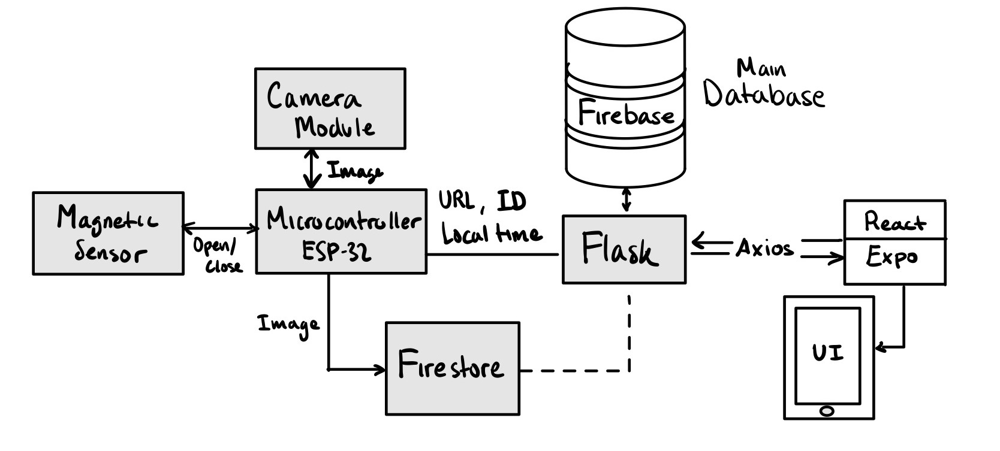 Camera
Module
Image
Magnetic
Sensor
Open/
Close
Microcontroller
ESP-32
URL, ID
Local time
Image
Firestore
Firebase
Main
Database
Flask
Axios
React
Expo
UI